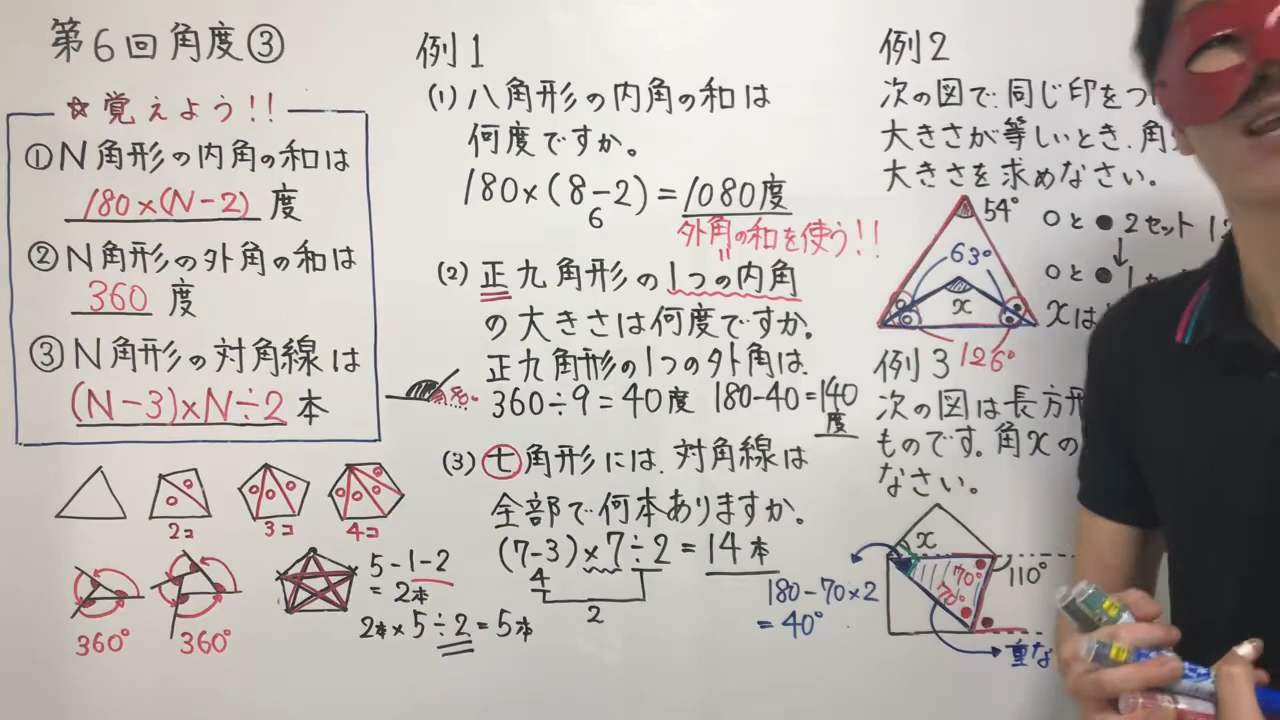 第6回角度③
☆覚えよう!!
①N角形の内角の和は
180×(N-2)度
②N角形の外角の和は
360度
③N角形の対角線は
(N-3)×N÷2本
2コ
3コ
4コ
360°
360°
5-1-2
=2本
2本×5÷2=5本
例1
(1)八角形の内角の和は
何度ですか。
180×(8-2)=1080度
6
外角の和を使う!!
(2)正九角形の1つの内角
の大きさは何度ですか。
正九角形の1つの外角は
360÷9=40度 180-40=140度
(3)七角形には対角線は
全部で何本ありますか。
(7-3)×7÷2=14本
4
2
例2
次の図で同じ印をつ
大きさが等しいとき、角
大きさを求めなさい。
54°
○と●2セット
63°
○と●
x
xは
126°
例3
次の図は長方形
ものです。角xの
なさい。
x
110°
70°
70°
180-70×2
=40°
重な